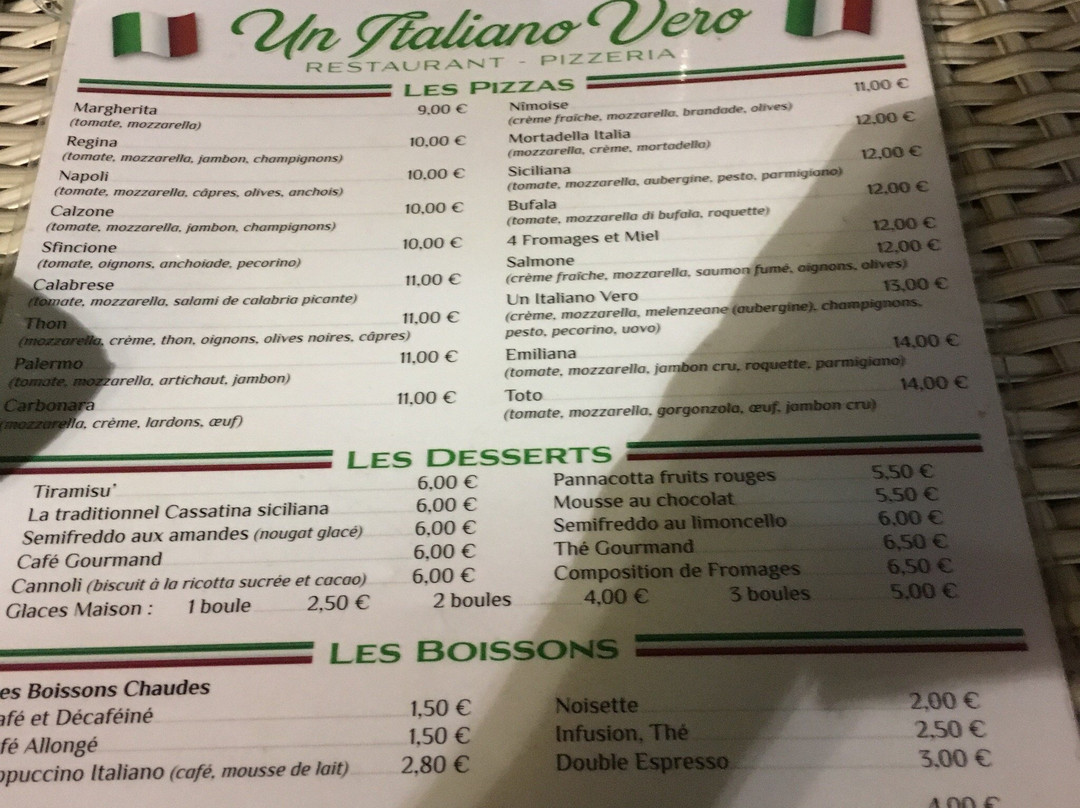 Un Italiano Vero
RESTAURANT - PIZZERIA
LES PIZZAS
Margherita 9,00 €
(tomate, mozzarella)
Regina 10,00 €
(tomate, mozzarella, jambon, champignons)
Napoli 10,00 €
(tomate, mozzarella, câpres, olives, anchois)
Calzone 10,00 €
(tomate, mozzarella, jambon, champignons)
Sfincione 10,00 €
(tomate, oignons, anchoiade, pecorino)
Calabrese 11,00 €
(tomate, mozzarella, salami de calabria picante)
Thon 11,00 €
(mozzarella, crème, thon, oignons, olives noires, câpres)
Palermo 11,00 €
(tomate, mozzarella, artichaut, jambon)
Carbonara 11,00 €
(mozzarella, crème, lardons, œuf)
Nîmoise 11,00 €
(crème fraîche, mozzarella, brandade, olives)
Mortadella Italia 12,00 €
(mozzarella, crème, mortadella)
Siciliana 12,00 €
(tomate, mozzarella, aubergine, pesto, parmigiano)
Bufala 12,00 €
(tomate, mozzarella di bufala, roquette)
4 Fromages et Miel 12,00 €
Salmone 12,00 €
(crème fraîche, mozzarella, saumon fumé, oignons, olives)
Un Italiano Vero 13,00 €
(crème, mozzarella, melenzeane (aubergine), champignons,
pesto, pecorino, uovo)
Emiliana 14,00 €
(tomate, mozzarella, jambon cru, roquette, parmigiano)
Toto 14,00 €
(tomate, mozzarella, gorgonzola, œuf, jambon cru)
LES DESSERTS
Tiramisu' 6,00 €
La traditionnel Cassatina siciliana 6,00 €
Semifreddo aux amandes (nougat glacé) 6,00 €
Café Gourmand 6,00 €
Cannoli (biscuit à la ricotta sucrée et cacao) 6,00 €
Pannacotta fruits rouges 5,50 €
Mousse au chocolat 5,50 €
Semifreddo au limoncello 6,00 €
Thé Gourmand 6,50 €
Composition de Fromages 6,50 €
Glaces Maison : 1 boule 2,50 € 2 boules 4,00 € 3 boules 5,00 €
LES BOISSONS
es Boissons Chaudes
afé et Décaféiné 1,50 €
fé Allongé 1,50 €
ppuccino Italiano (café, mousse de lait) 2,80 €
Noisette 2,00 €
Infusion, Thé 2,50 €
Double Espresso 3,00 €
4,00 €